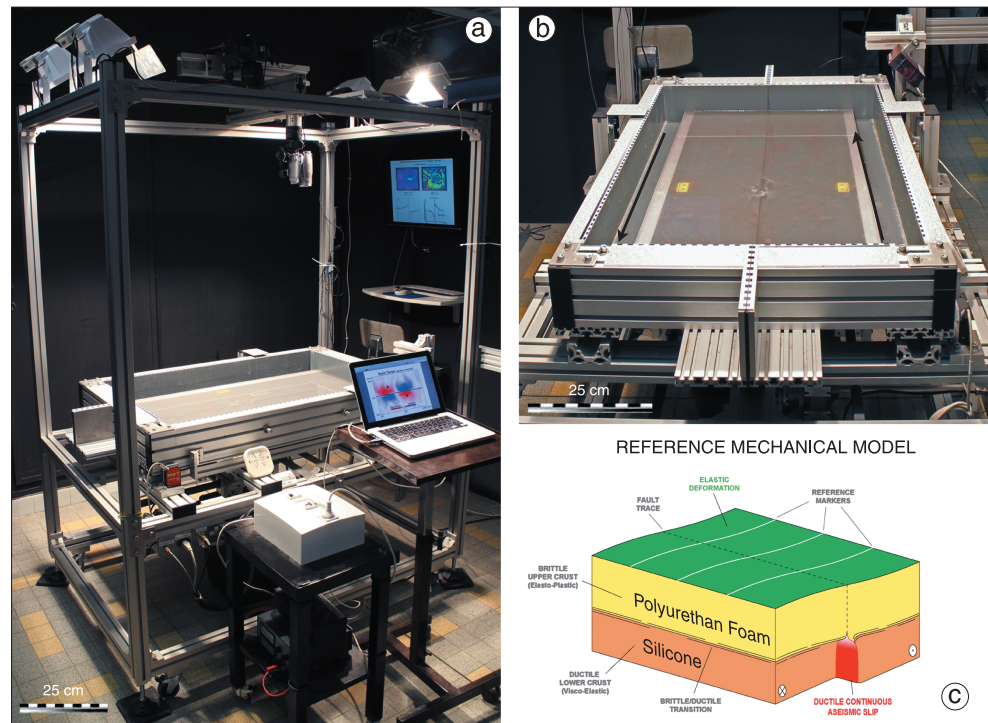 a
25 cm
b
25 cm
REFERENCE MECHANICAL MODEL
ELASTIC
DEFORMATION
FAULT
TRACE
REFERENCE
MARKERS
BRITTLE
UPPER CRUST
(Elasto-Plastic)
Polyurethan Foam
Silicone
DUCTILE
LOWER CRUST
(Visco-Elastic)
BRITTLE/DUCTILE
TRANSITION
DUCTILE CONTINUOUS
ASEISMIC SLIP
c